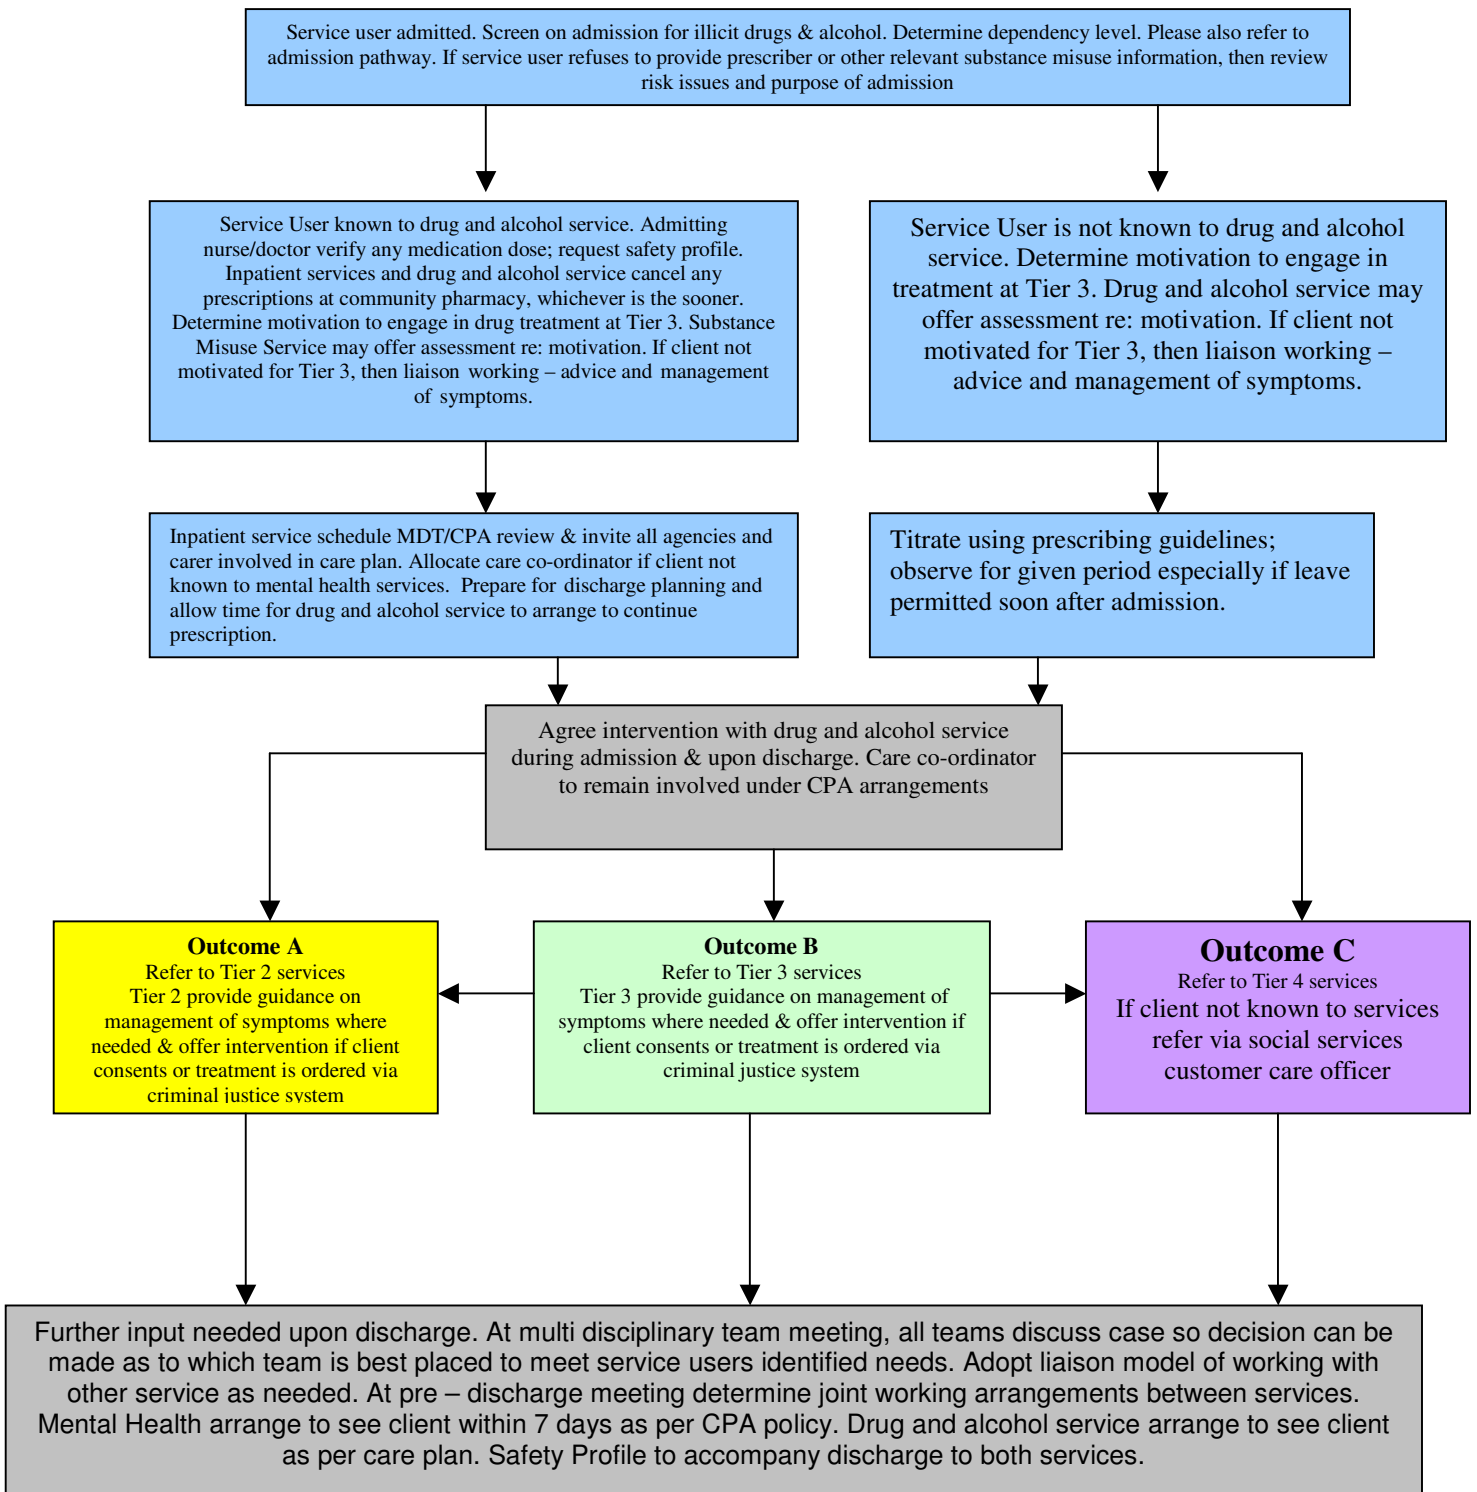 Service user admitted. Screen on admission for illicit drugs & alcohol. Determine dependency level. Please also refer to
admission pathway. If service user refuses to provide prescriber or other relevant substance misuse information, then review
risk issues and purpose of admission
Service User known to drug and alcohol service. Admitting
nurse/doctor verify any medication dose; request safety profile.
Inpatient services and drug and alcohol service cancel any
prescriptions at community pharmacy, whichever is the sooner.
Determine motivation to engage in drug treatment at Tier 3. Substance
Misuse Service may offer assessment re: motivation. If client not
motivated for Tier 3, then liaison working – advice and management
of symptoms.
Service User is not known to drug and alcohol
service. Determine motivation to engage in
treatment at Tier 3. Drug and alcohol service may
offer assessment re: motivation. If client not
motivated for Tier 3, then liaison working –
advice and management of symptoms.
Inpatient service schedule MDT/CPA review & invite all agencies and
carer involved in care plan. Allocate care co-ordinator if client not
known to mental health services. Prepare for discharge planning and
allow time for drug and alcohol service to arrange to continue
prescription.
Titrate using prescribing guidelines;
observe for given period especially if leave
permitted soon after admission.
Agree intervention with drug and alcohol service
during admission & upon discharge. Care co-ordinator
to remain involved under CPA arrangements
Outcome A
Refer to Tier 2 services
Tier 2 provide guidance on
management of symptoms where
needed & offer intervention if client
consents or treatment is ordered via
criminal justice system
Outcome B
Refer to Tier 3 services
Tier 3 provide guidance on management of
symptoms where needed & offer intervention if
client consents or treatment is ordered via
criminal justice system
Outcome C
Refer to Tier 4 services
If client not known to services
refer via social services
customer care officer
Further input needed upon discharge. At multi disciplinary team meeting, all teams discuss case so decision can be
made as to which team is best placed to meet service users identified needs. Adopt liaison model of working with
other service as needed. At pre – discharge meeting determine joint working arrangements between services.
Mental Health arrange to see client within 7 days as per CPA policy. Drug and alcohol service arrange to see client
as per care plan. Safety Profile to accompany discharge to both services.